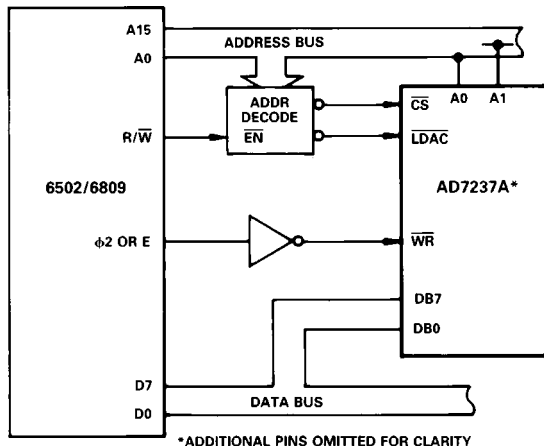 A15
ADDRESS BUS
A0
ADDR
DECODE
EN
R/W
6502/6809
φ2 OR E
D7
D0
DATA BUS
A0
A1
CS
LDAC
AD7237A*
WR
DB7
DB0
*ADDITIONAL PINS OMITTED FOR CLARITY